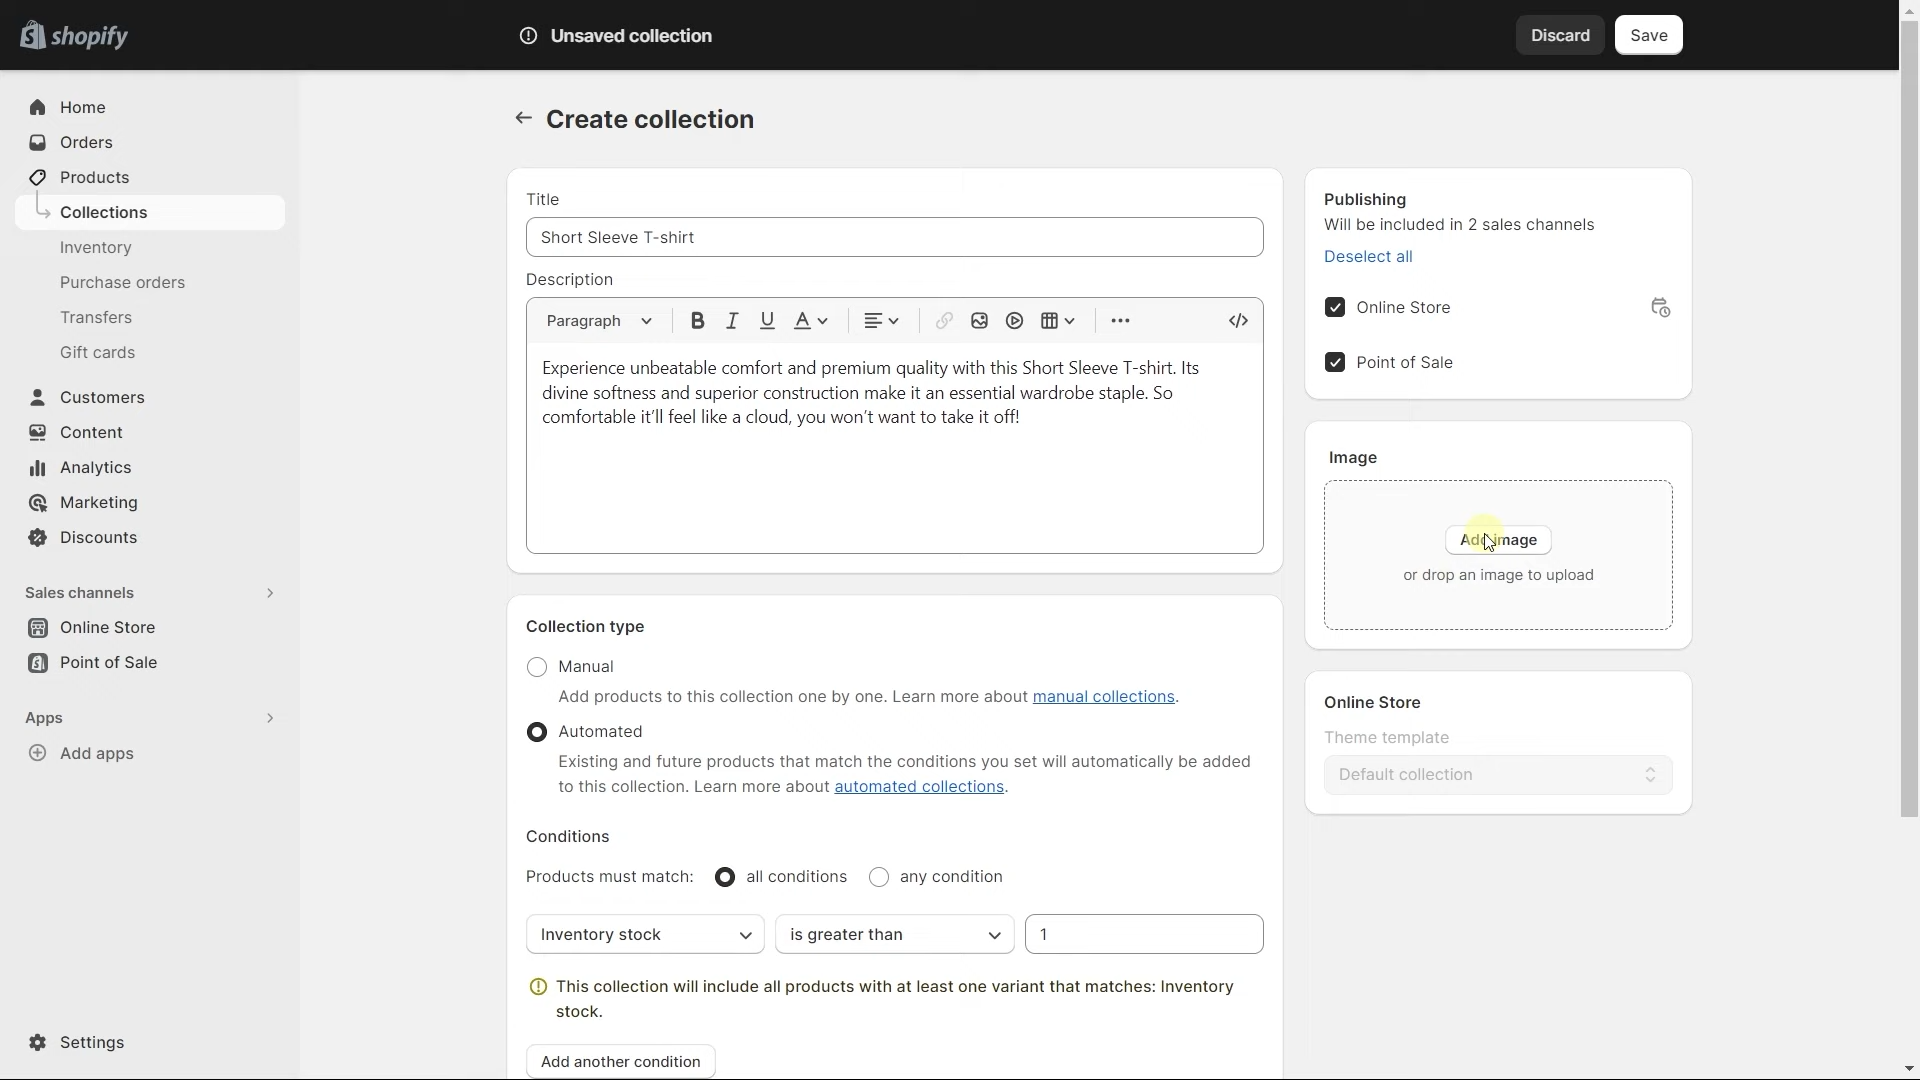 shopify
Unsaved collection
Discard
Save
Home
Orders
Products
Collections
Inventory
Purchase orders
Transfers
Gift cards
Customers
Content
Analytics
Marketing
Discounts
Sales channels
Online Store
Point of Sale
Apps
Add apps
Settings
Create collection
Title
Short Sleeve T-shirt
Description
Paragraph
Experience unbeatable comfort and premium quality with this Short Sleeve T-shirt. Its
divine softness and superior construction make it an essential wardrobe staple. So
comfortable it'll feel like a cloud, you won't want to take it off!
Collection type
Manual
Add products to this collection one by one. Learn more about manual collections.
Automated
Existing and future products that match the conditions you set will automatically be added
to this collection. Learn more about automated collections.
Conditions
Products must match: all conditions any condition
Inventory stock is greater than 1
This collection will include all products with at least one variant that matches: Inventory
stock.
Add another condition
Publishing
Will be included in 2 sales channels
Deselect all
Online Store
Point of Sale
Image
Add image
or drop an image to upload
Online Store
Theme template
Default collection